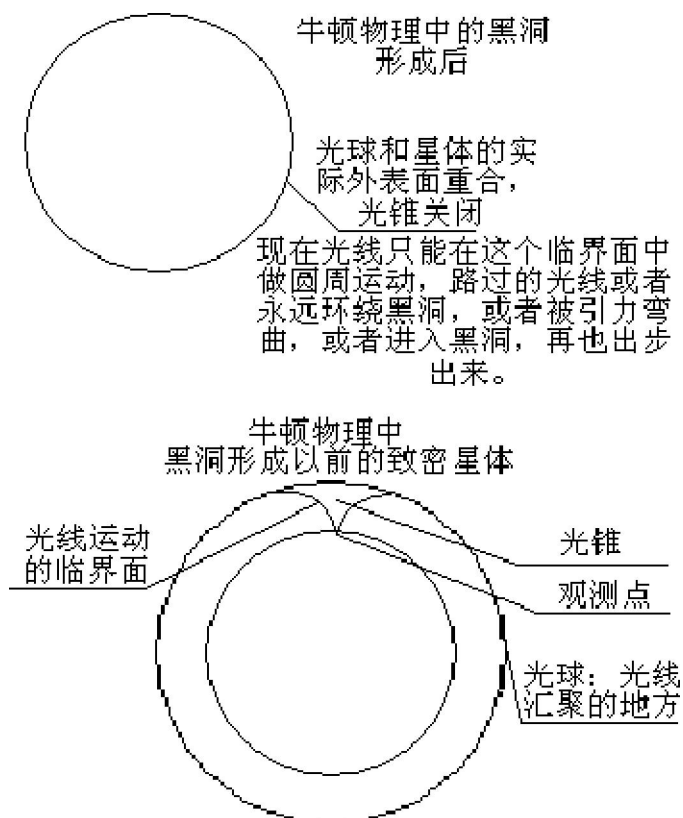 牛顿物理中的黑洞
形成后
光球和星体的实
际外表面重合，
光锥关闭
现在光线只能在这个临界面中
做圆周运动，路过的光线或者
永远环绕黑洞，或者被引力弯
曲，或者进入黑洞，再也出步
出来。
牛顿物理中
黑洞形成以前的致密星体
光线运动
的临界面
光锥
观测点
光球：光线
汇聚的地方